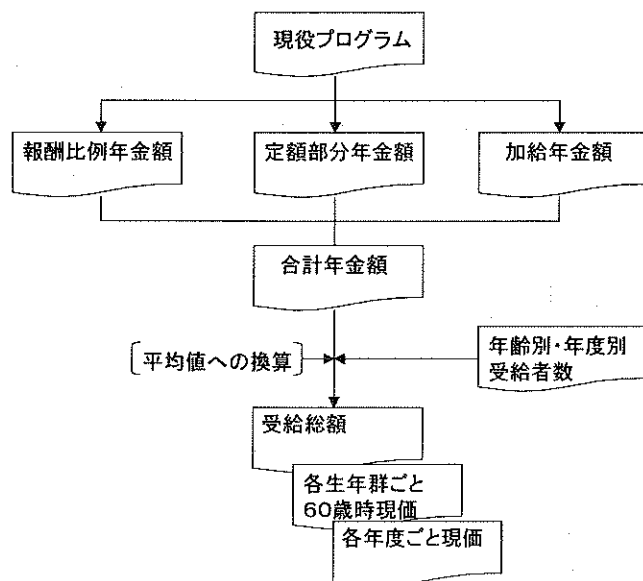 現役プログラム
報酬比例年金額
定額部分年金額
加給年金額
合計年金額
平均値への換算
年齢別・年度別
受給者数
受給総額
各生年群ごと
60歳時現価
各年度ごと現価